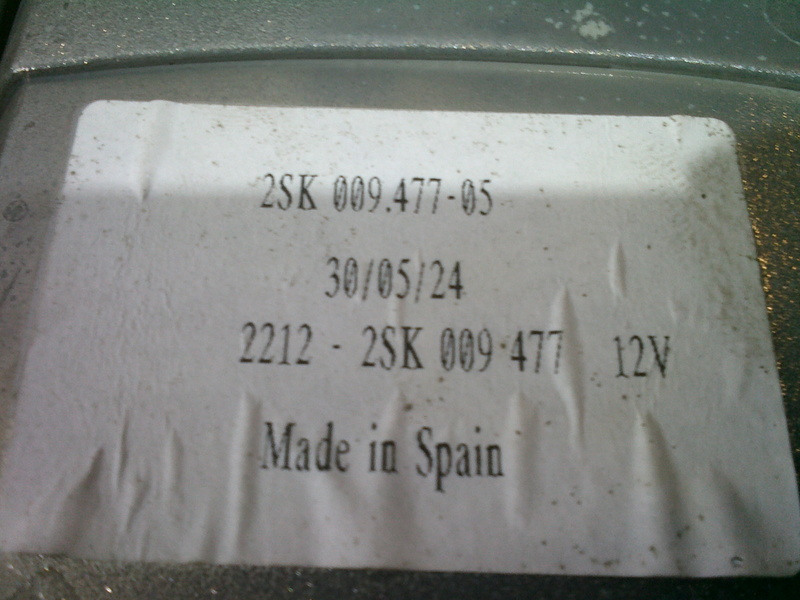 2SK 009.477-05
30/05/24
2212 - 2SK 009 477 12V
Made in Spain